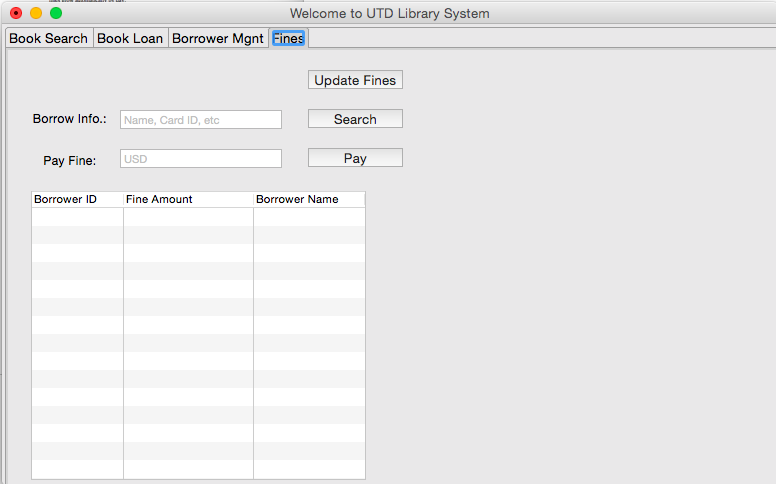 Welcome to UTD Library System
Book Search Book Loan Borrower Mgnt Fines
Update Fines
Borrow Info.: Name, Card ID, etc Search
Pay Fine: USD Pay
Borrower ID Fine Amount Borrower Name